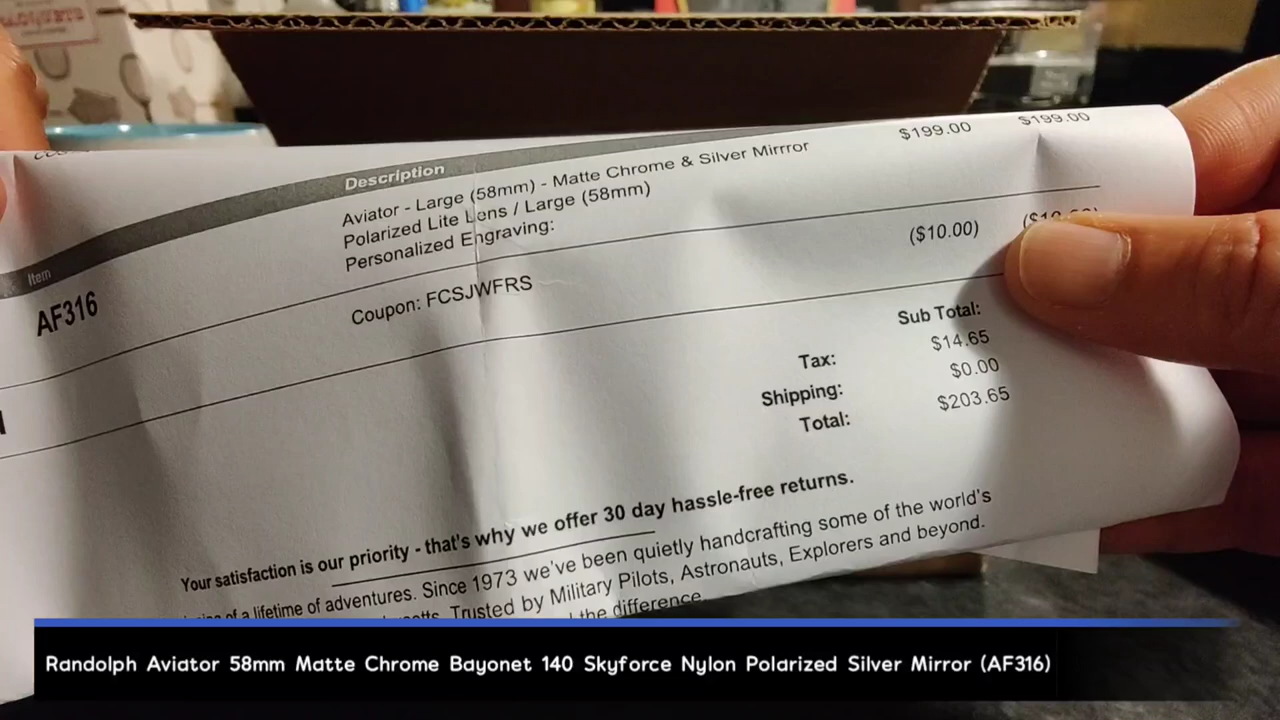 Description
$199.00
$199.00
Item
AF316
Aviator - Large (58mm) - Matte Chrome & Silver Mirrror
Polarized Lite Lens / Large (58mm)
Personalized Engraving:
Coupon: FCSJWFRS
($10.00)
Sub Total:
Tax:
$14.65
Shipping:
$0.00
Total:
$203.65
Your satisfaction is our priority - that's why we offer 30 day hassle-free returns.
of a lifetime of adventures. Since 1973 we've been quietly handcrafting some of the world's
Trusted by Military Pilots, Astronauts, Explorers and beyond.
the difference.
Randolph Aviator 58mm Matte Chrome Bayonet 140 Skyforce Nylon Polarized Silver Mirror (AF316)